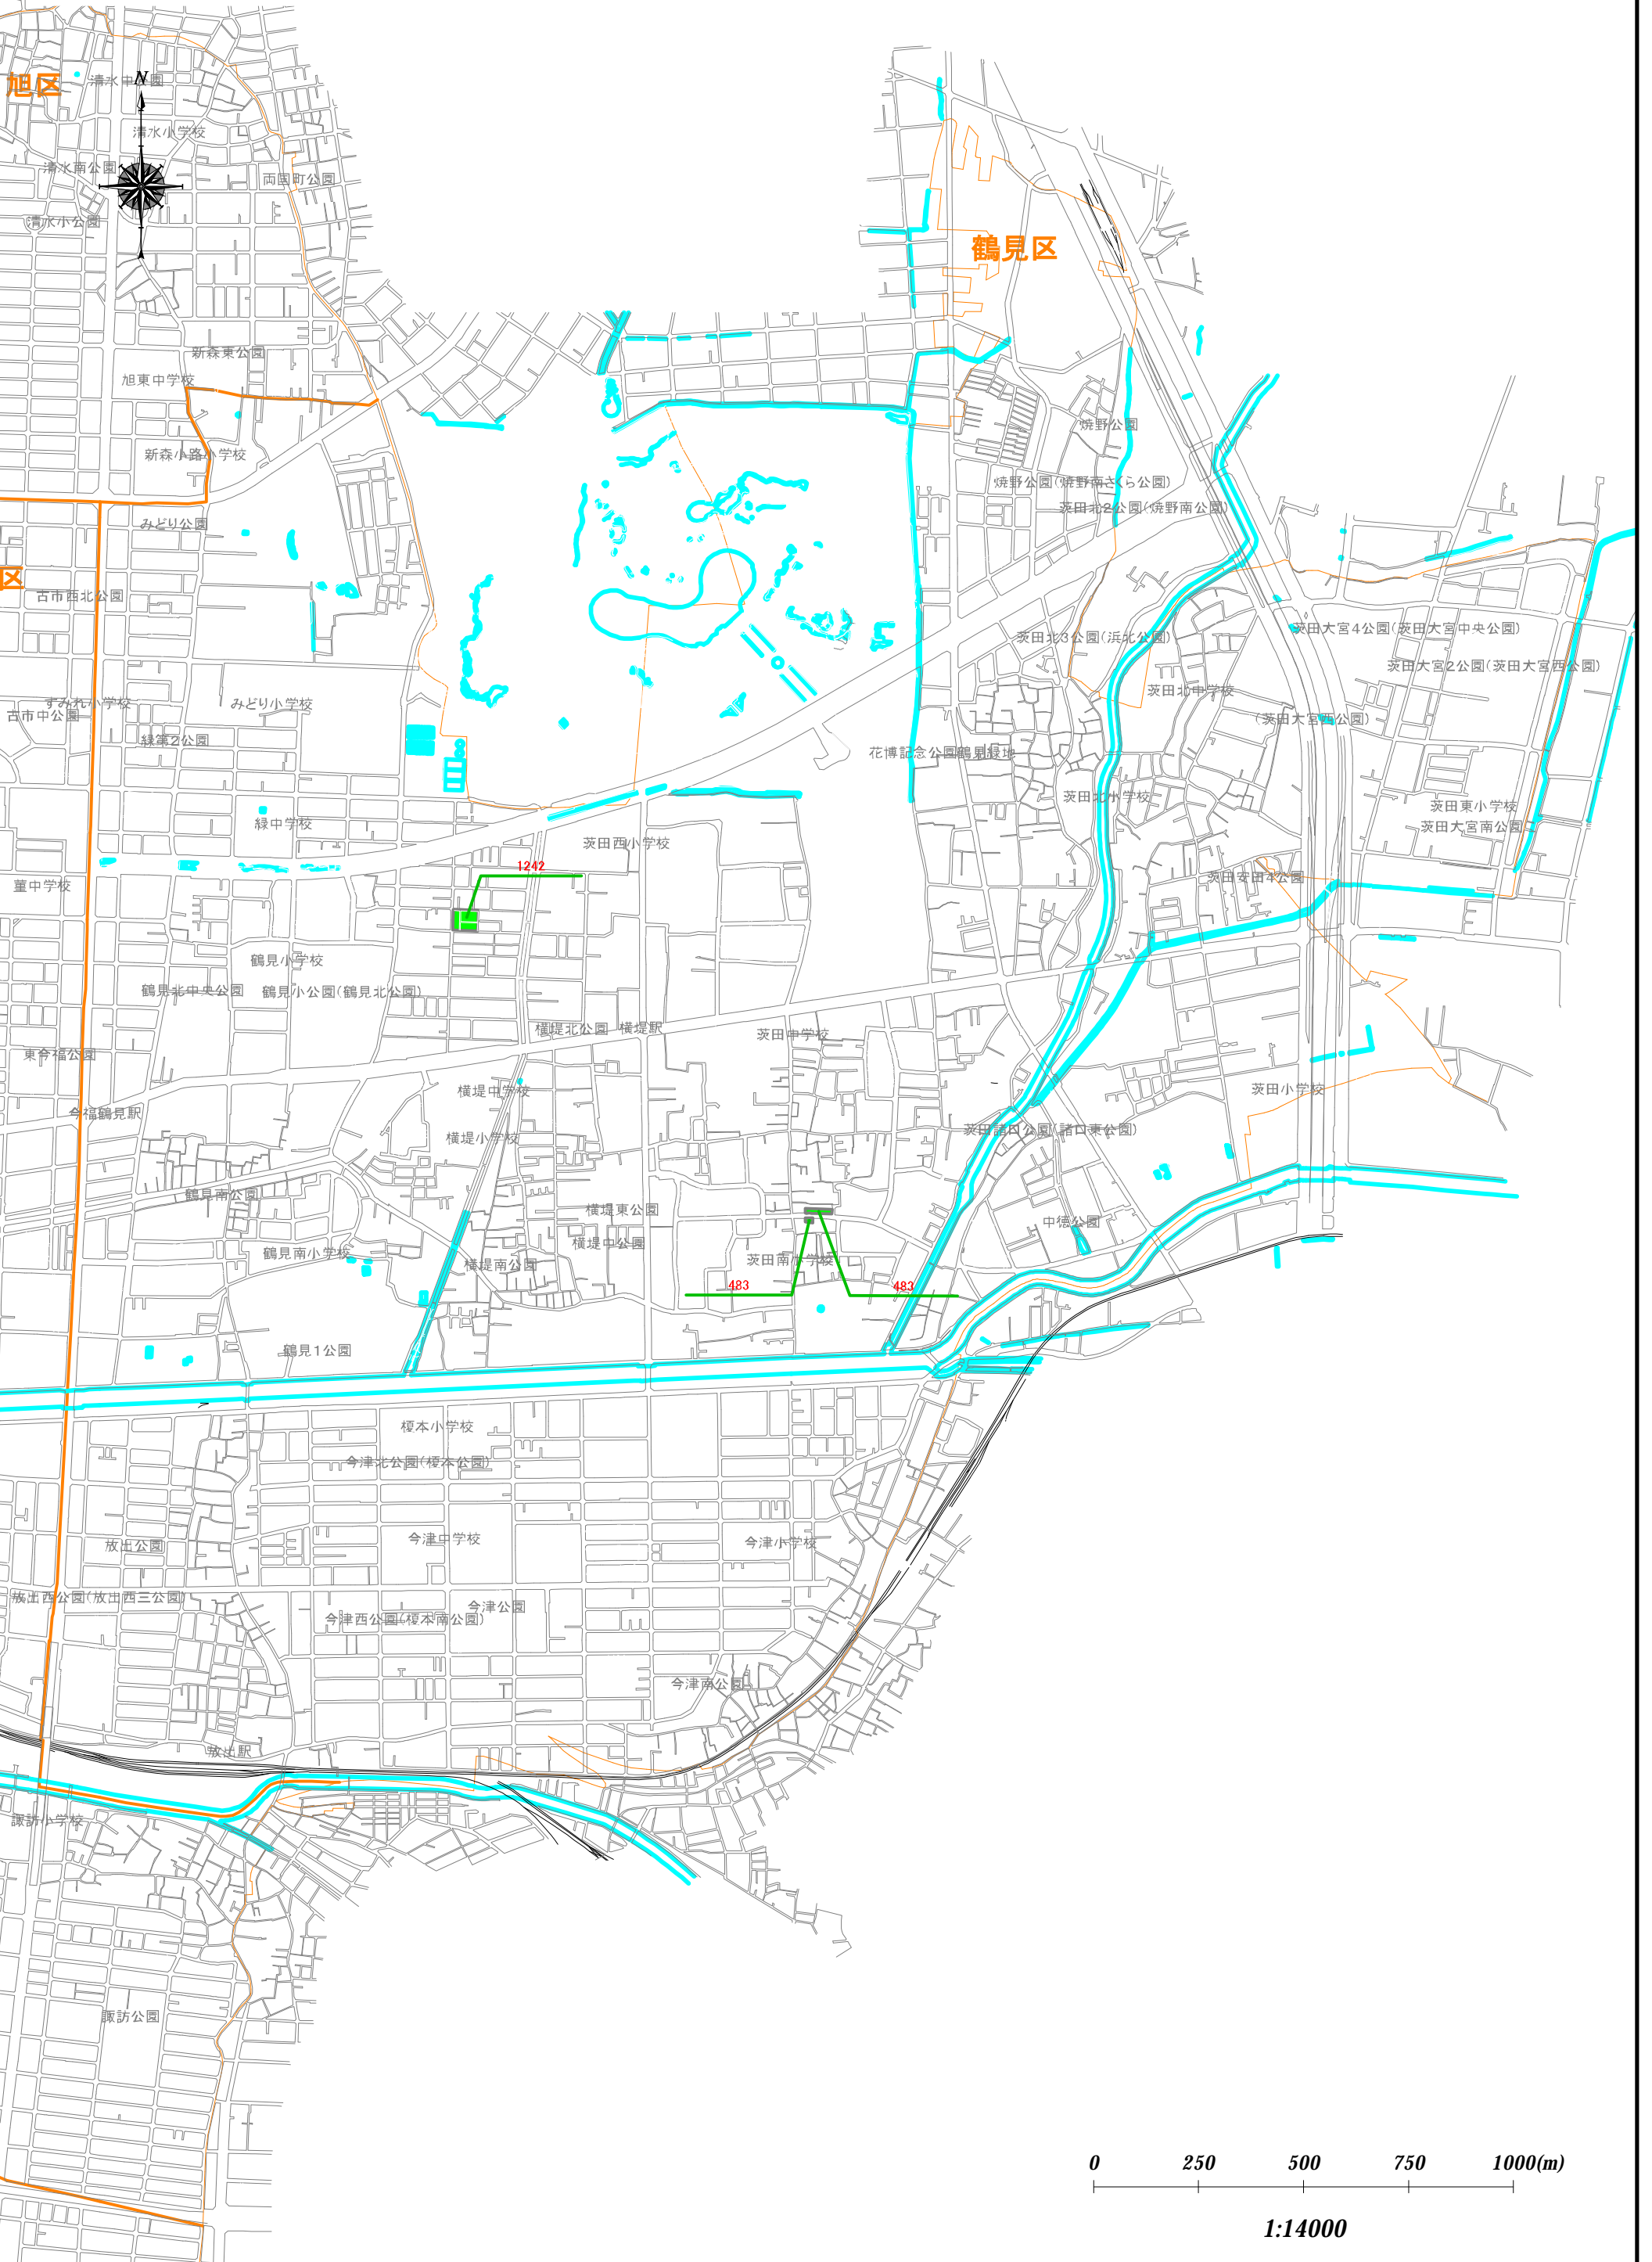 旭区
清水中公園
N
清水小学校
清水南公園
両国町公園
清水小公園
鶴見区
新森東公園
旭東中学校
焼野公園
新森小路小学校
焼野公園(焼野南さくら公園)
茨田北2公園(焼野南公園)
みどり公園
区
古市西北公園
茨田大宮4公園(茨田大宮中央公園)
茨田北3公園(浜北公園)
茨田大宮2公園(茨田大宮西公園)
茨田北中学校
すみれ小学校
みどり小学校
古市中公園
(茨田大宮西公園)
緑第2公園
花博記念公園鶴見緑地
茨田北小学校
茨田東小学校
緑中学校
茨田大宮南公園
茨田西小学校
1242
茨田安田4公園
菫中学校
鶴見小学校
鶴見北中央公園
鶴見小公園(鶴見北公園)
横堤北公園
横堤駅
茨田中学校
東今福公園
横堤中学校
茨田小学校
今福鶴見駅
茨田諸口公園(諸口東公園)
横堤小学校
鶴見南公園
横堤東公園
中徳公園
横堤中公園
鶴見南小学校
横堤南公園
茨田南小学校
483
483
鶴見1公園
榎本小学校
今津北公園(榎本公園)
今津中学校
今津小学校
放出公園
放出西公園(放出西三公園)
今津公園
今津西公園(榎本南公園)
今津南公園
放出駅
諏訪小学校
諏訪公園
0 250 500 750 1000(m)
1:14000